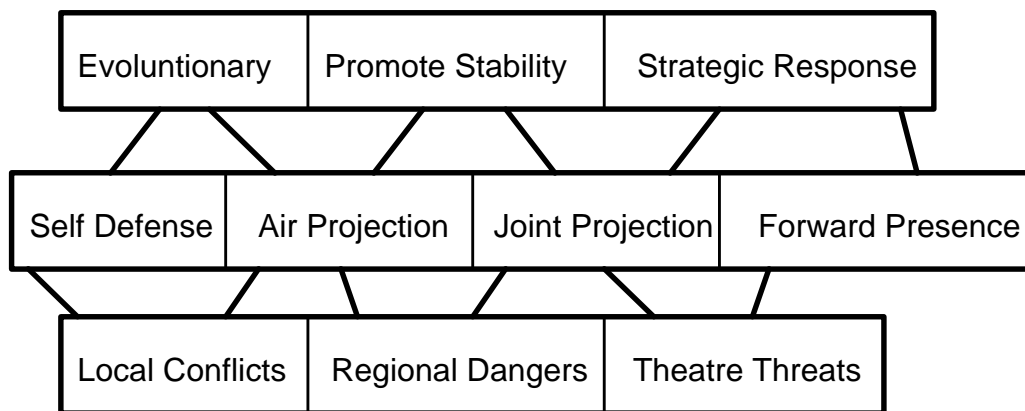 Evoluntionary Promote Stability Strategic Response
Self Defense Air Projection Joint Projection Forward Presence
Local Conflicts Regional Dangers Theatre Threats